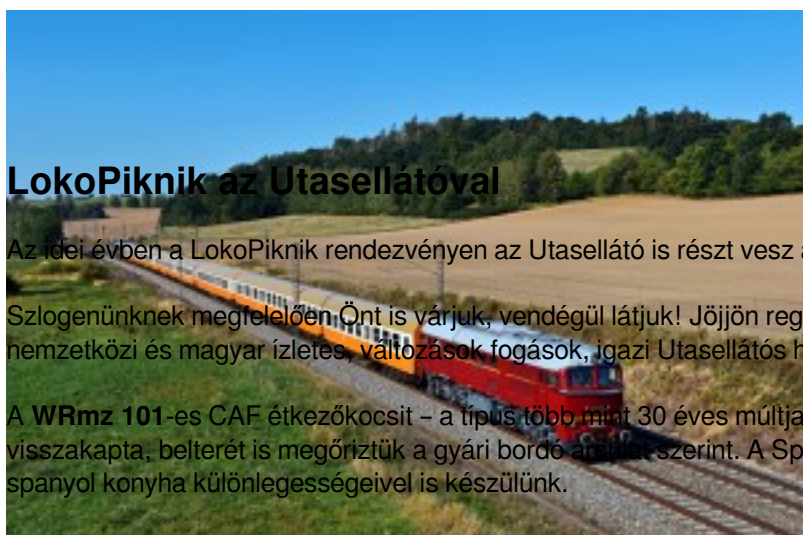 LokoPiknik az Utasellátóval
Az idei évben a LokoPiknik rendezvényen az Utasellátó is részt vesz
Szlogenünknek megfelelően Önt is várjuk, vendégül látjuk! Jöjjön reg
nemzetközi és magyar ízletes, változások fogások, igazi Utasellátós h
A WRmz 101-es CAF étkezőkocsit – a típus több mint 30 éves múltja
visszakapta, belterét is megőriztük a gyári bordó arculat szerint. A Sp
spanyol konyha különlegességeivel is készülünk.